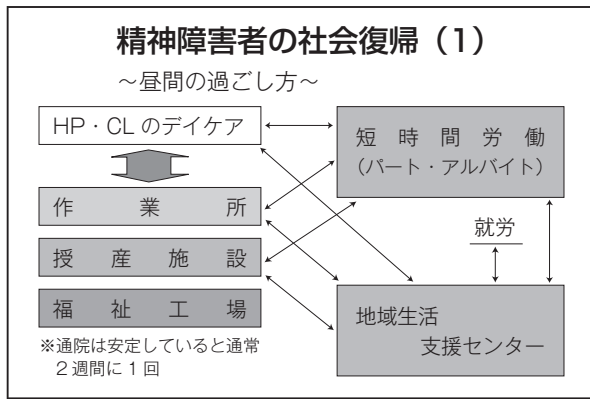 精神障害者の社会復帰（1）
～昼間の過ごし方～
HP・CLのデイケア
作業所
授産施設
福祉工場
※通院は安定していると通常
2週間に1回
短時間労働
（パート・アルバイト）
就労
地域生活
支援センター